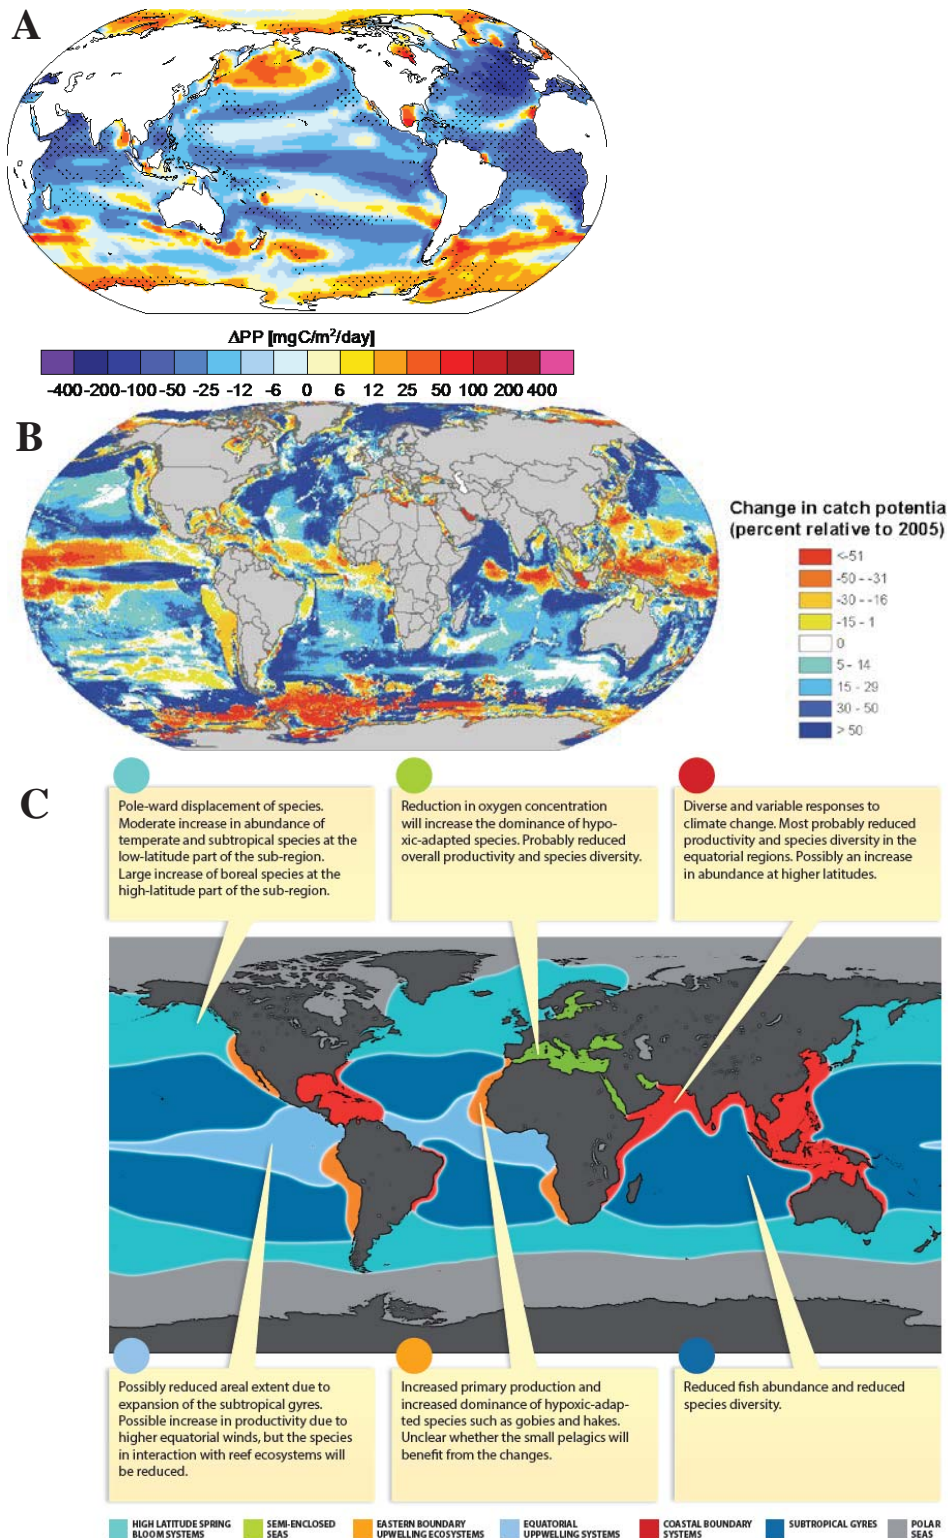 A
ΔPP [mgC/m²/day]
-400 -200 -100 -50 -25 -12 -6 0 6 12 25 50 100 200 400
B
Change in catch potentia
(percent relative to 2005)
<-51
-50 - -31
-30 - -16
-15 - 1
0
5 - 14
15 - 29
30 - 50
> 50
C
Pole-ward displacement of species.
Moderate increase in abundance of
temperate and subtropical species at the
low-latitude part of the sub-region.
Large increase of boreal species at the
high-latitude part of the sub-region.
Reduction in oxygen concentration
will increase the dominance of hypo-
xic-adapted species. Probably reduced
overall productivity and species diversity.
Diverse and variable responses to
climate change. Most probably reduced
productivity and species diversity in the
equatorial regions. Possibly an increase
in abundance at higher latitudes.
Possibly reduced areal extent due to
expansion of the subtropical gyres.
Possible increase in productivity due to
higher equatorial winds, but the species
in interaction with reef ecosystems will
be reduced.
Increased primary production and
increased dominance of hypoxic-adap-
ted species such as gobies and hakes.
Unclear whether the small pelagics will
benefit from the changes.
Reduced fish abundance and reduced
species diversity.
HIGH LATITUDE SPRING
BLOOM SYSTEMS
SEMI-ENCLOSED
SEAS
EASTERN BOUNDARY
UPWELLING ECOSYSTEMS
EQUATORIAL
UPPWELLING SYSTEMS
COASTAL BOUNDARY
SYSTEMS
SUBTROPICAL GYRES
POLAR
SEAS